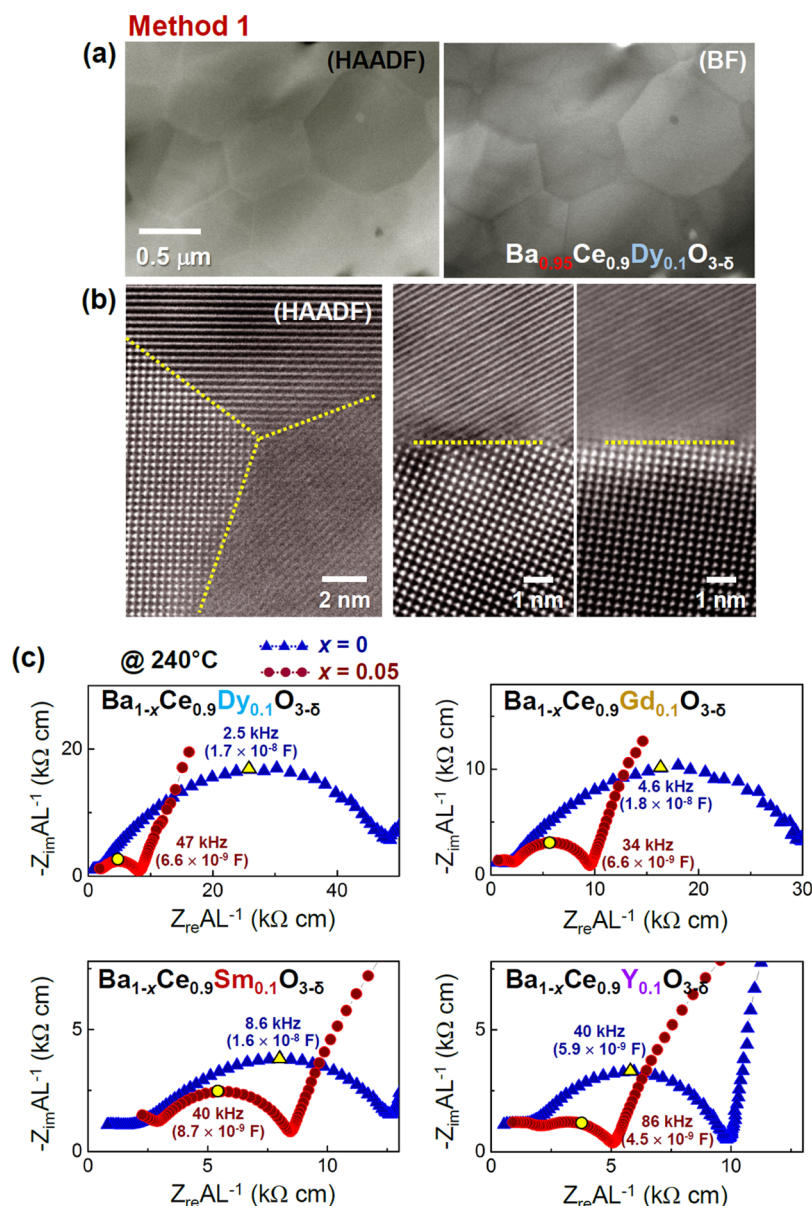 Method 1
(a)
(HAADF)
(BF)
0.5 μm
Ba0.95Ce0.9Dy0.1O3-δ
(b)
(HAADF)
2 nm
1 nm
1 nm
(c)
@ 240°C
x = 0
x = 0.05
Ba1-xCe0.9Dy0.1O3-δ
2.5 kHz
(1.7 × 10-8 F)
47 kHz
(6.6 × 10-9 F)
20
0
0
20
40
-ZimAL-1 (kΩ cm)
ZreAL-1 (kΩ cm)
Ba1-xCe0.9Gd0.1O3-δ
4.6 kHz
(1.8 × 10-8 F)
34 kHz
(6.6 × 10-9 F)
10
5
0
0
10
20
30
-ZimAL-1 (kΩ cm)
ZreAL-1 (kΩ cm)
Ba1-xCe0.9Sm0.1O3-δ
8.6 kHz
(1.6 × 10-8 F)
40 kHz
(8.7 × 10-9 F)
5
0
0
5
10
-ZimAL-1 (kΩ cm)
ZreAL-1 (kΩ cm)
Ba1-xCe0.9Y0.1O3-δ
40 kHz
(5.9 × 10-9 F)
86 kHz
(4.5 × 10-9 F)
5
0
0
5
10
-ZimAL-1 (kΩ cm)
ZreAL-1 (kΩ cm)